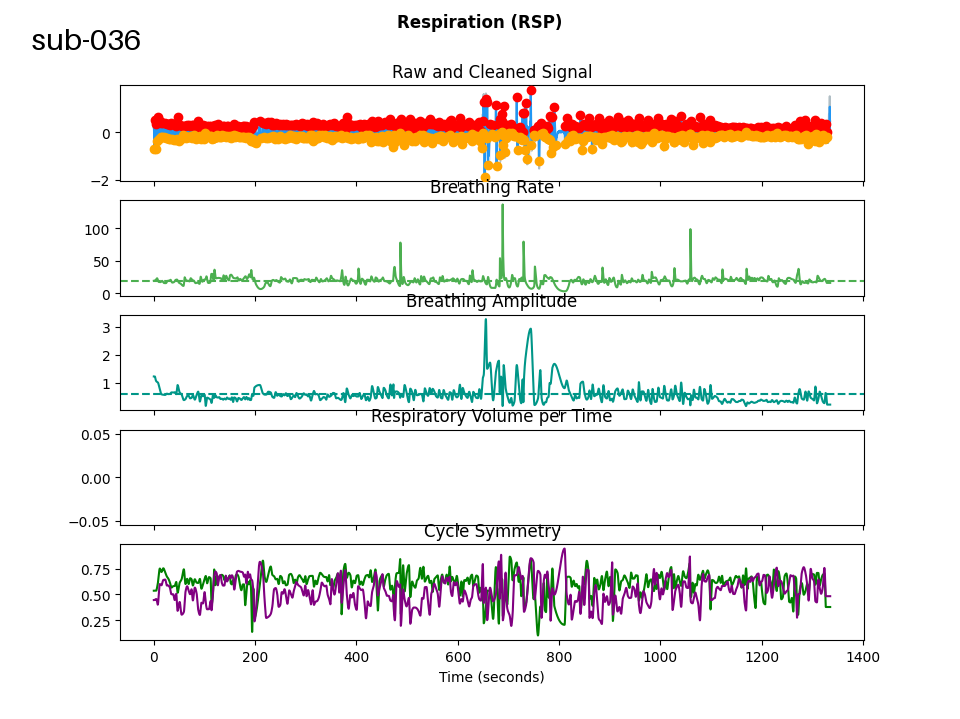 Respiration (RSP)
sub-036
Raw and Cleaned Signal
0
−2
Breathing Rate
100
50
0
Breathing Amplitude
3
2
1
Respiratory Volume per Time
0.05
0.00
−0.05
Cycle Symmetry
0.75
0.50
0.25
0 200 400 600 800 1000 1200 1400
Time (seconds)